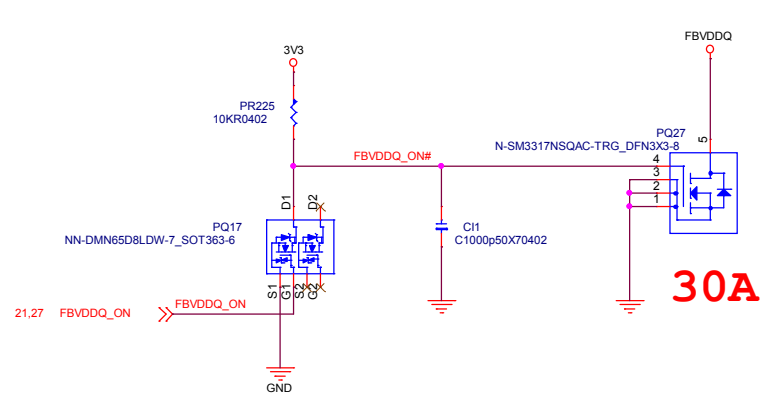 FBVDDQ
3V3
PR225
10KR0402
PQ27
N-SM3317NSQAC-TRG_DFN3X3-8
5
FBVDDQ_ON#
4
3
2
1
D1
D2
PQ17
NN-DMN65D8LDW-7_SOT363-6
CI1
C1000p50X70402
S1
G1
S2
G2
30A
21,27 FBVDDQ_ON
FBVDDQ_ON
GND